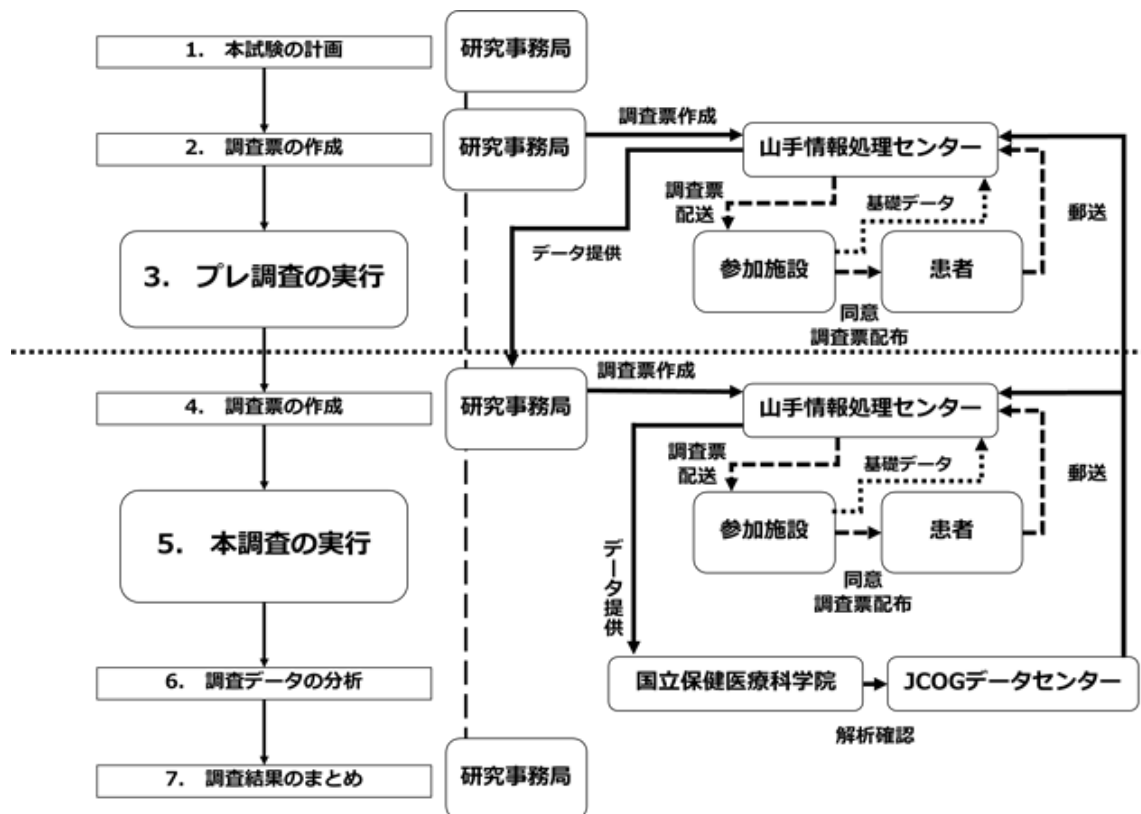 1.　本試験の計画
研究事務局
2.　調査票の作成
研究事務局
調査票作成
山手情報処理センター
調査票
配送
基礎データ
郵送
データ提供
参加施設
患者
3.　プレ調査の実行
同意
調査票配布
4.　調査票の作成
研究事務局
調査票作成
山手情報処理センター
調査票
配送
基礎データ
郵送
参加施設
患者
5.　本調査の実行
同意
調査票配布
データ提供
6.　調査データの分析
国立保健医療科学院
JCOGデータセンター
解析確認
7.　調査結果のまとめ
研究事務局